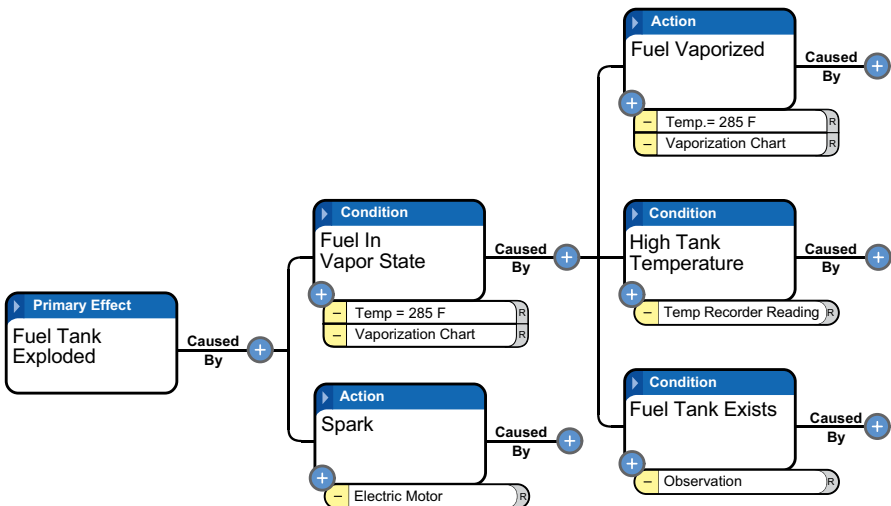 Primary Effect
Fuel Tank
Exploded
Caused
By
+
Condition
Fuel In
Vapor State
+
– Temp = 285 F R
– Vaporization Chart R
Caused
By
+
Action
Spark
+
– Electric Motor R
Caused
By
+
Action
Fuel Vaporized
+
– Temp.= 285 F R
– Vaporization Chart R
Caused
By
+
Condition
High Tank
Temperature
+
– Temp Recorder Reading R
Caused
By
+
Condition
Fuel Tank Exists
+
– Observation R
Caused
By
+